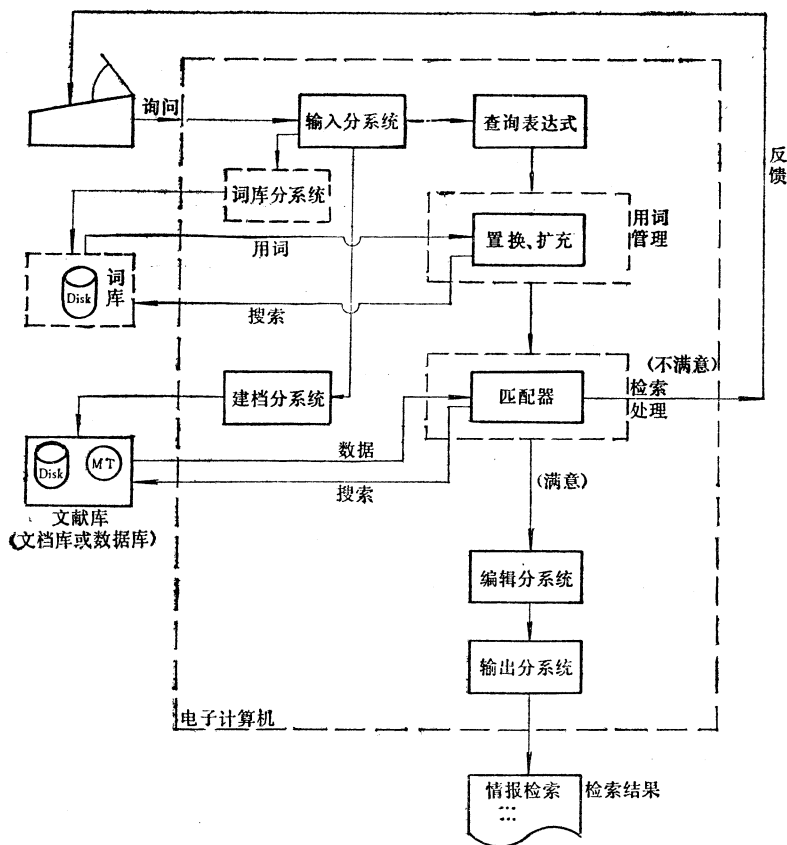 询问
输入分系统
查询表达式
反馈
词库分系统
用词
管理
置换、扩充
用词
词库
Disk
搜索
(不满意)
建档分系统
匹配器
检索
处理
数据
Disk
MT
搜索
(满意)
文献库
(文档库或数据库)
编辑分系统
输出分系统
电子计算机
情报检索
检索结果